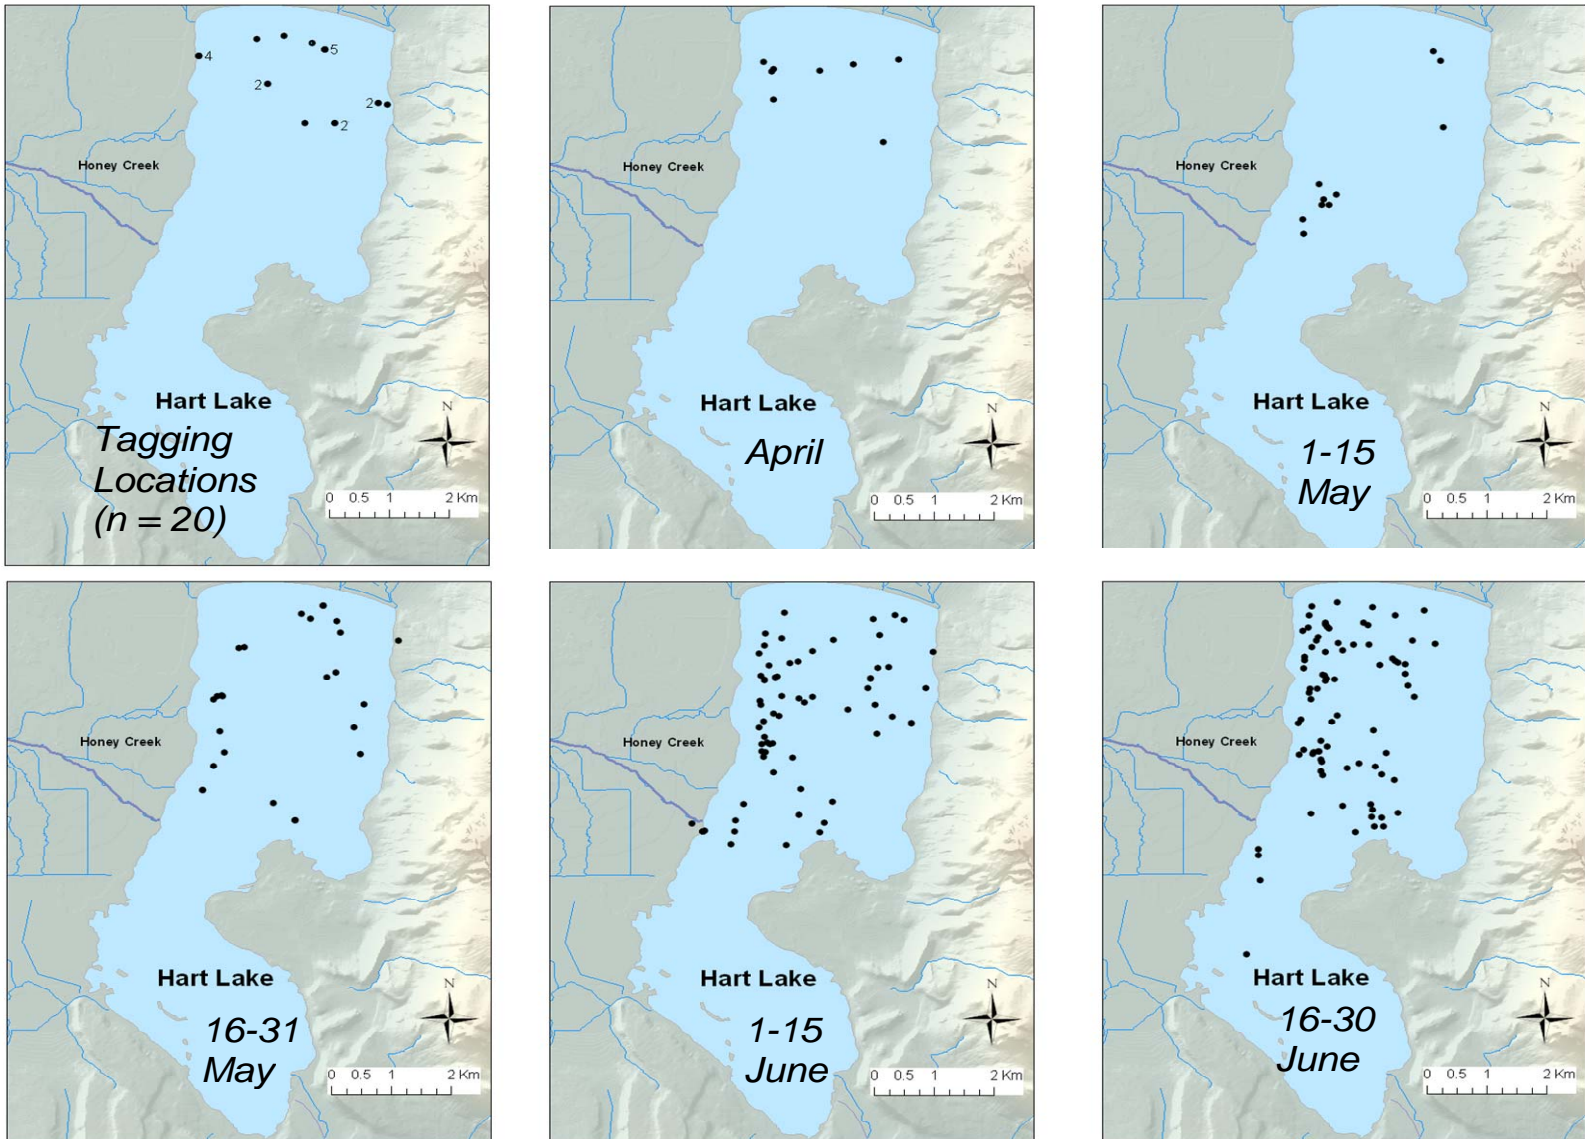 4
5
2
2
2
Honey Creek
Hart Lake
Tagging
Locations
(n = 20)
N
0 0.5 1 2 Km
Honey Creek
Hart Lake
April
N
0 0.5 1 2 Km
Honey Creek
Hart Lake
1-15
May
N
0 0.5 1 2 Km
Honey Creek
Hart Lake
16-31
May
N
0 0.5 1 2 Km
Honey Creek
Hart Lake
1-15
June
N
0 0.5 1 2 Km
Honey Creek
Hart Lake
16-30
June
N
0 0.5 1 2 Km